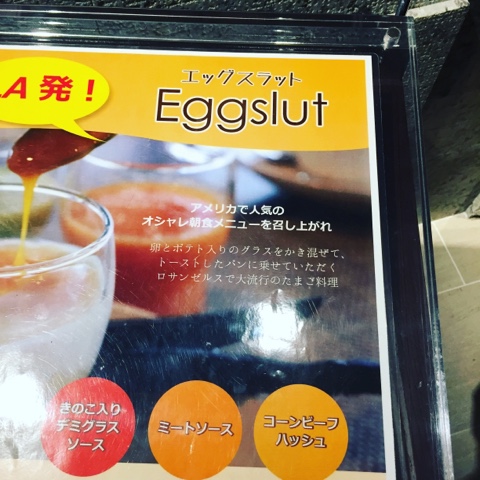 LA 発！
エッグスラット
Eggslut
アメリカで人気の
オシャレ朝食メニューを召し上がれ
卵とポテト入りのグラスをかき混ぜて、
トーストしたパンに乗せていただく
ロサンゼルスで大流行のたまご料理
きのこ入り
デミグラス
ソース
ミートソース
コーンビーフ
ハッシュ